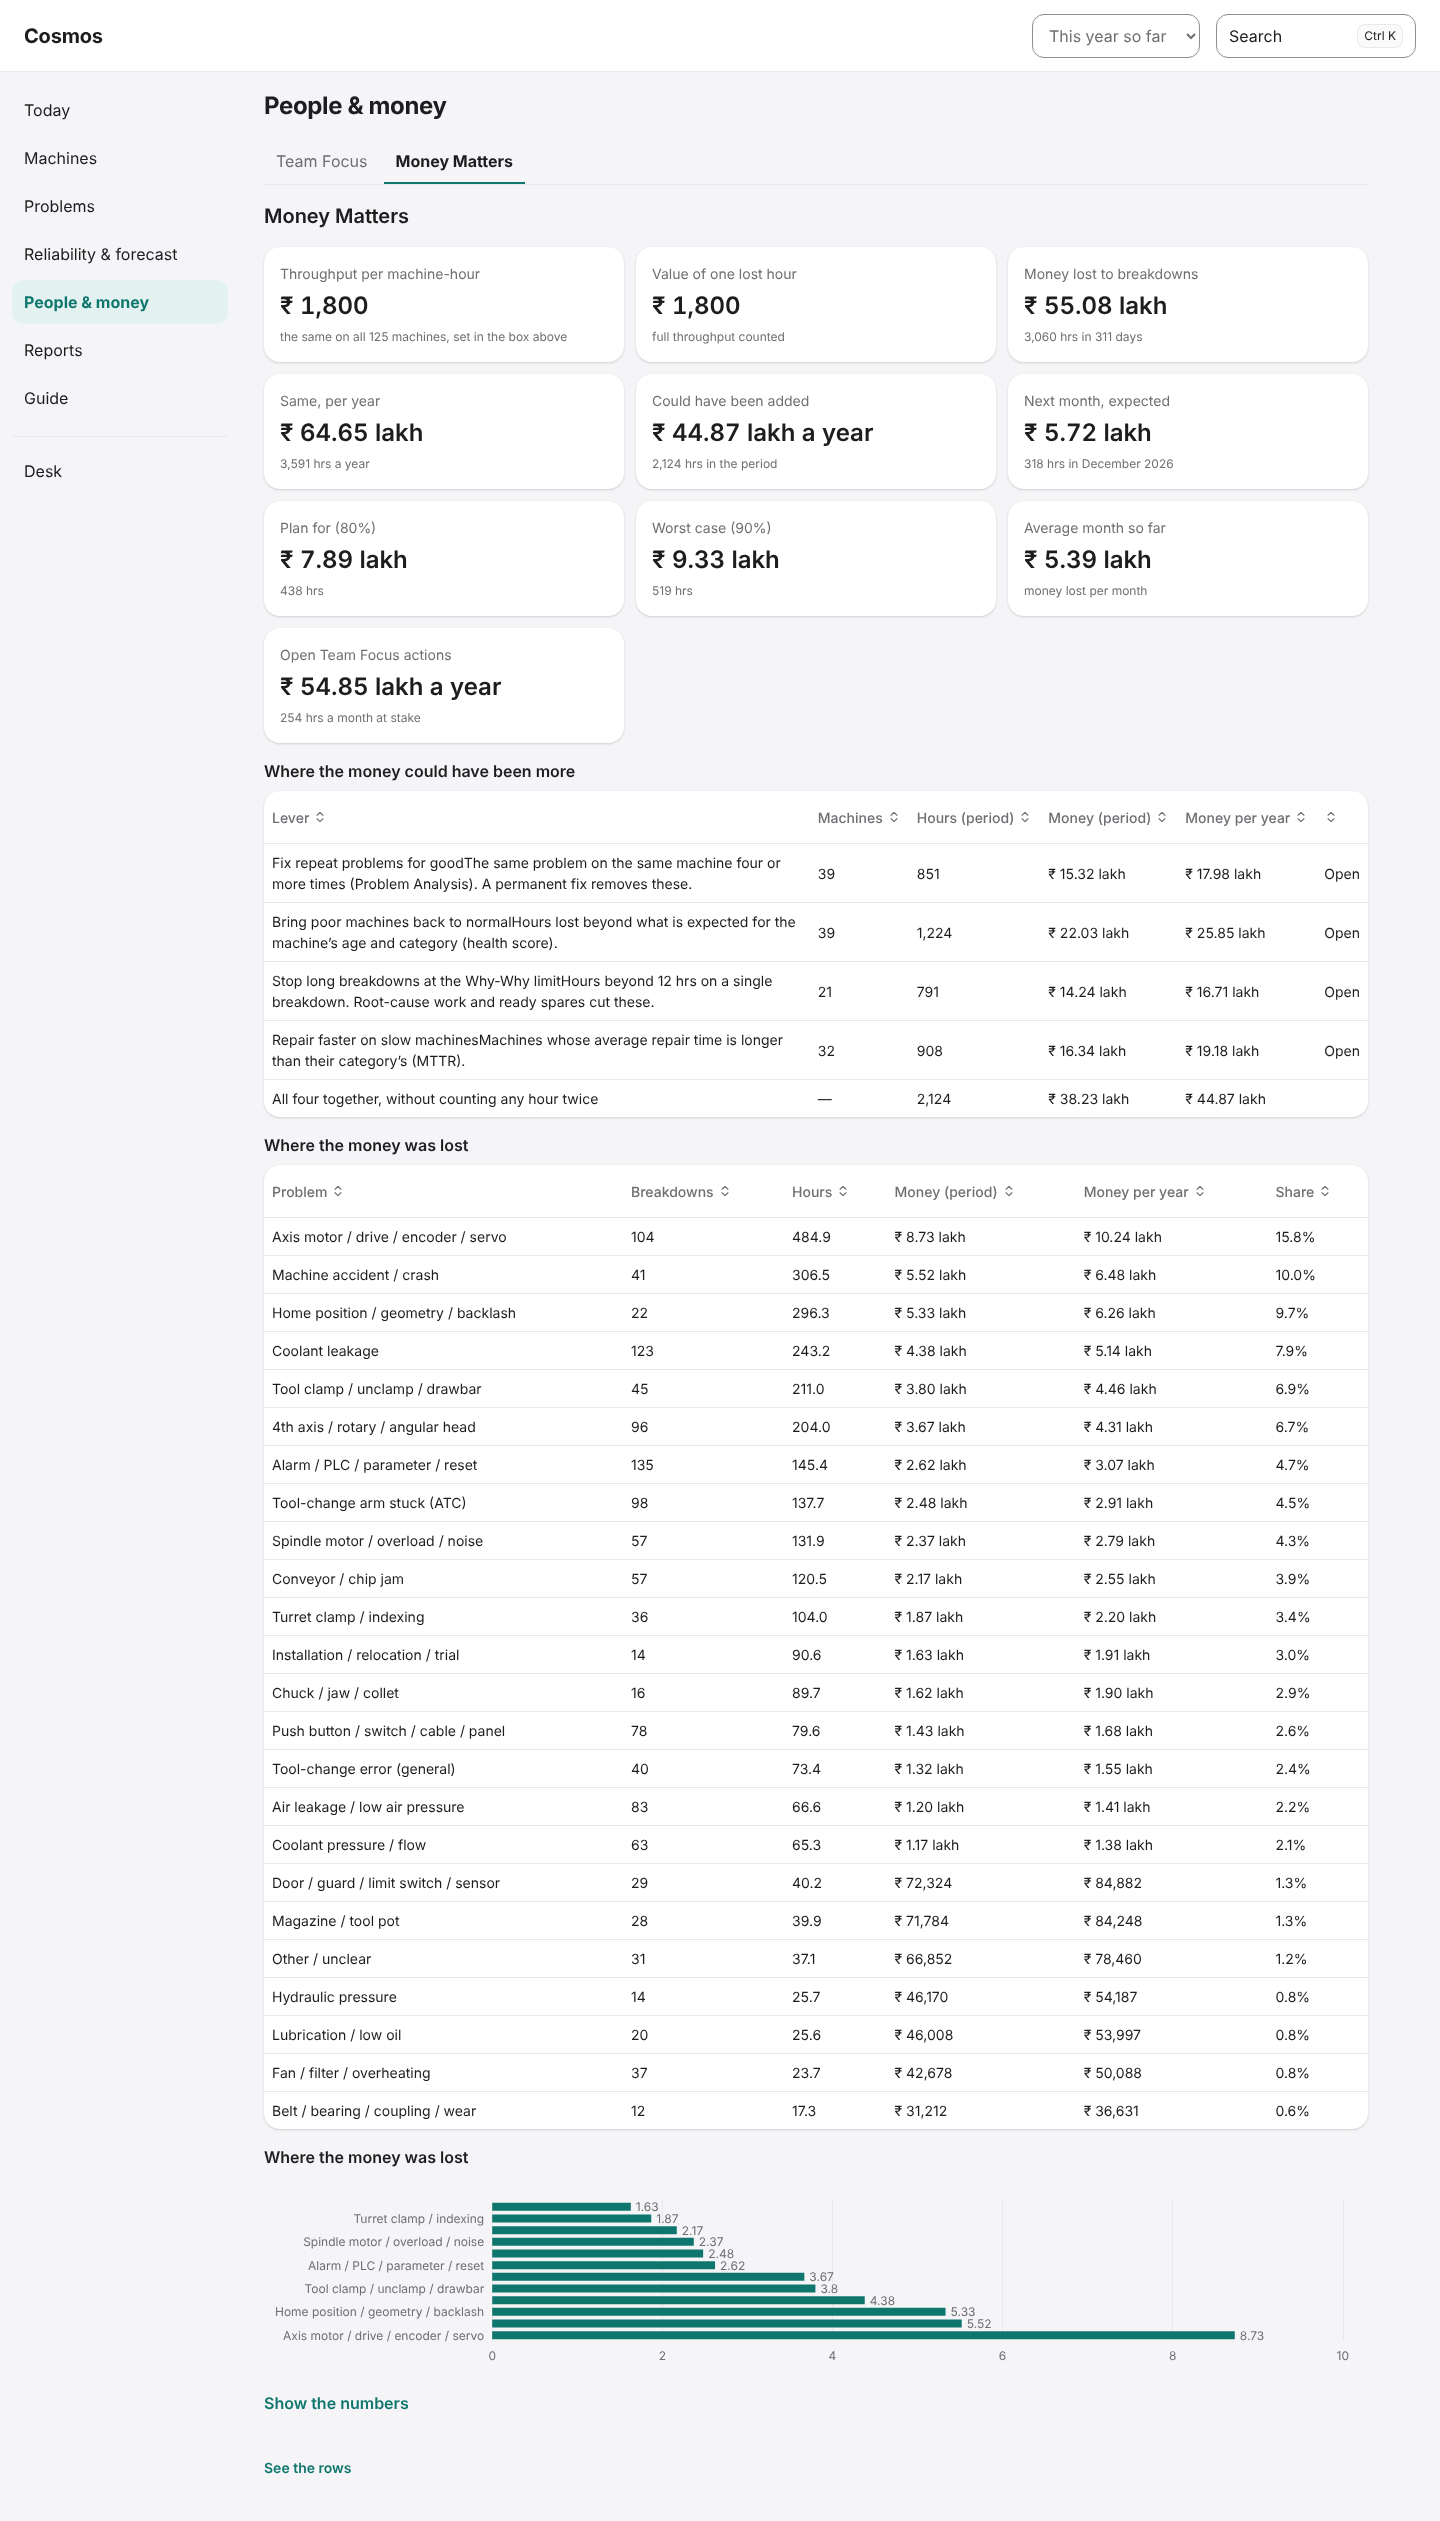 Cosmos
This year so far
Search
Ctrl K
Today
Machines
Problems
Reliability & forecast
People & money
Reports
Guide
Desk
People & money
Team Focus
Money Matters
Money Matters
Throughput per machine-hour
₹ 1,800
the same on all 125 machines, set in the box above
Value of one lost hour
₹ 1,800
full throughput counted
Money lost to breakdowns
₹ 55.08 lakh
3,060 hrs in 311 days
Same, per year
₹ 64.65 lakh
3,591 hrs a year
Could have been added
₹ 44.87 lakh a year
2,124 hrs in the period
Next month, expected
₹ 5.72 lakh
318 hrs in December 2026
Plan for (80%)
₹ 7.89 lakh
438 hrs
Worst case (90%)
₹ 9.33 lakh
519 hrs
Average month so far
₹ 5.39 lakh
money lost per month
Open Team Focus actions
₹ 54.85 lakh a year
254 hrs a month at stake
Where the money could have been more
Lever Machines Hours (period) Money (period) Money per year
Fix repeat problems for goodThe same problem on the same machine four or
more times (Problem Analysis). A permanent fix removes these.
39 851 ₹ 15.32 lakh ₹ 17.98 lakh Open
Bring poor machines back to normalHours lost beyond what is expected for the
machine’s age and category (health score).
39 1,224 ₹ 22.03 lakh ₹ 25.85 lakh Open
Stop long breakdowns at the Why-Why limitHours beyond 12 hrs on a single
breakdown. Root-cause work and ready spares cut these.
21 791 ₹ 14.24 lakh ₹ 16.71 lakh Open
Repair faster on slow machinesMachines whose average repair time is longer
than their category’s (MTTR).
32 908 ₹ 16.34 lakh ₹ 19.18 lakh Open
All four together, without counting any hour twice — 2,124 ₹ 38.23 lakh ₹ 44.87 lakh
Where the money was lost
Problem Breakdowns Hours Money (period) Money per year Share
Axis motor / drive / encoder / servo 104 484.9 ₹ 8.73 lakh ₹ 10.24 lakh 15.8%
Machine accident / crash 41 306.5 ₹ 5.52 lakh ₹ 6.48 lakh 10.0%
Home position / geometry / backlash 22 296.3 ₹ 5.33 lakh ₹ 6.26 lakh 9.7%
Coolant leakage 123 243.2 ₹ 4.38 lakh ₹ 5.14 lakh 7.9%
Tool clamp / unclamp / drawbar 45 211.0 ₹ 3.80 lakh ₹ 4.46 lakh 6.9%
4th axis / rotary / angular head 96 204.0 ₹ 3.67 lakh ₹ 4.31 lakh 6.7%
Alarm / PLC / parameter / reset 135 145.4 ₹ 2.62 lakh ₹ 3.07 lakh 4.7%
Tool-change arm stuck (ATC) 98 137.7 ₹ 2.48 lakh ₹ 2.91 lakh 4.5%
Spindle motor / overload / noise 57 131.9 ₹ 2.37 lakh ₹ 2.79 lakh 4.3%
Conveyor / chip jam 57 120.5 ₹ 2.17 lakh ₹ 2.55 lakh 3.9%
Turret clamp / indexing 36 104.0 ₹ 1.87 lakh ₹ 2.20 lakh 3.4%
Installation / relocation / trial 14 90.6 ₹ 1.63 lakh ₹ 1.91 lakh 3.0%
Chuck / jaw / collet 16 89.7 ₹ 1.62 lakh ₹ 1.90 lakh 2.9%
Push button / switch / cable / panel 78 79.6 ₹ 1.43 lakh ₹ 1.68 lakh 2.6%
Tool-change error (general) 40 73.4 ₹ 1.32 lakh ₹ 1.55 lakh 2.4%
Air leakage / low air pressure 83 66.6 ₹ 1.20 lakh ₹ 1.41 lakh 2.2%
Coolant pressure / flow 63 65.3 ₹ 1.17 lakh ₹ 1.38 lakh 2.1%
Door / guard / limit switch / sensor 29 40.2 ₹ 72,324 ₹ 84,882 1.3%
Magazine / tool pot 28 39.9 ₹ 71,784 ₹ 84,248 1.3%
Other / unclear 31 37.1 ₹ 66,852 ₹ 78,460 1.2%
Hydraulic pressure 14 25.7 ₹ 46,170 ₹ 54,187 0.8%
Lubrication / low oil 20 25.6 ₹ 46,008 ₹ 53,997 0.8%
Fan / filter / overheating 37 23.7 ₹ 42,678 ₹ 50,088 0.8%
Belt / bearing / coupling / wear 12 17.3 ₹ 31,212 ₹ 36,631 0.6%
Where the money was lost
1.63
Turret clamp / indexing 1.87
2.17
Spindle motor / overload / noise 2.37
2.48
Alarm / PLC / parameter / reset 2.62
3.67
Tool clamp / unclamp / drawbar 3.8
4.38
Home position / geometry / backlash 5.33
5.52
Axis motor / drive / encoder / servo 8.73
0 2 4 6 8 10
Show the numbers
See the rows